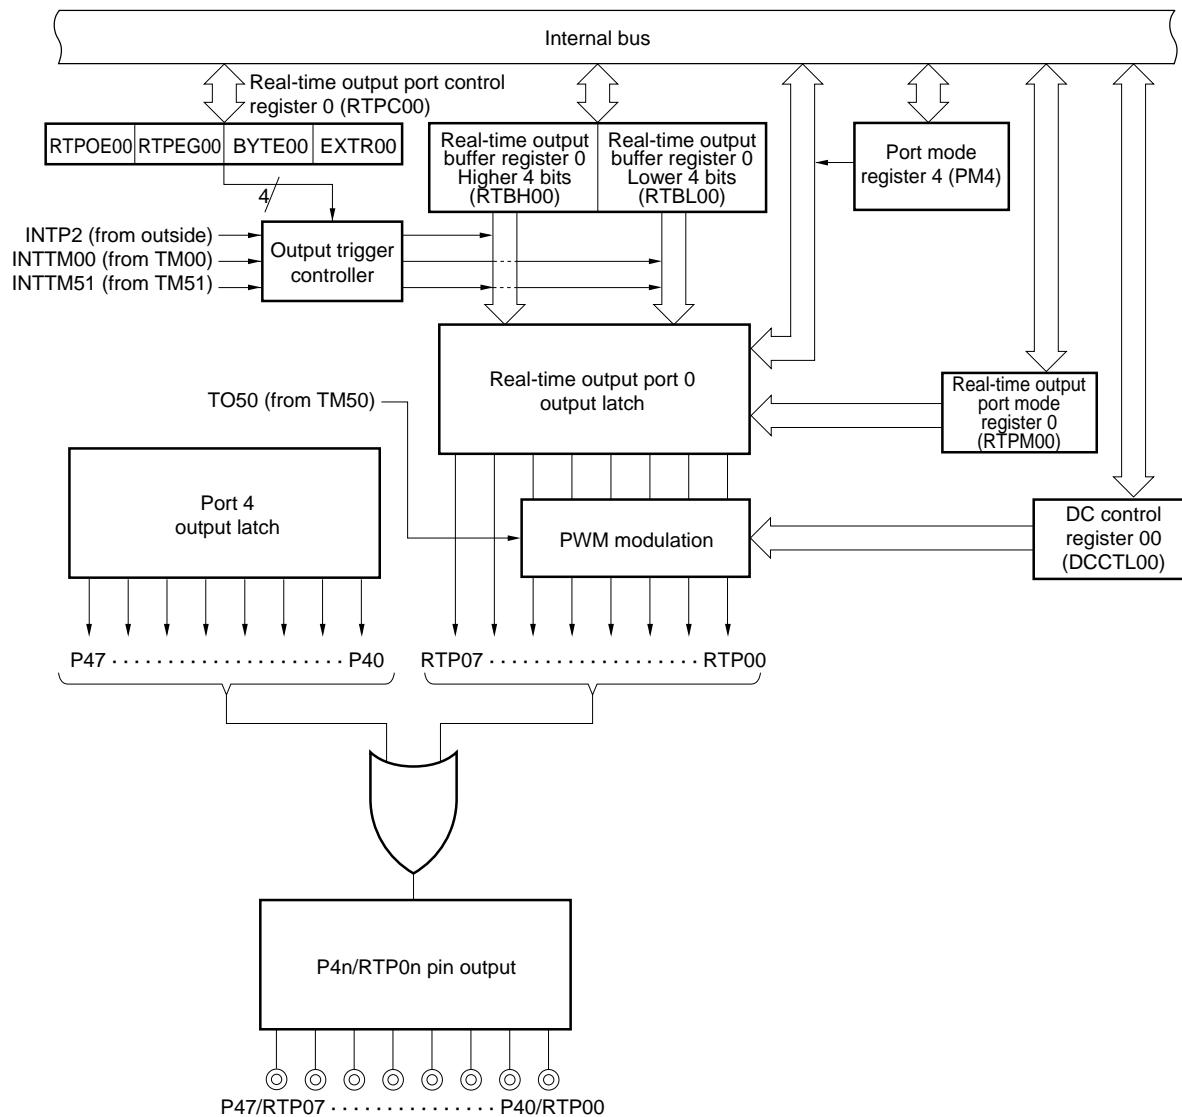 Internal bus
Real-time output port control
register 0 (RTPC00)
RTPOE00 RTPEG00 BYTE00 EXTR00
4
Real-time output
buffer register 0
Higher 4 bits
(RTBH00)
Real-time output
buffer register 0
Lower 4 bits
(RTBL00)
Port mode
register 4 (PM4)
INTP2 (from outside)
INTTM00 (from TM00)
INTTM51 (from TM51)
Output trigger
controller
Real-time output port 0
output latch
TO50 (from TM50)
Real-time output
port mode
register 0
(RTPM00)
Port 4
output latch
PWM modulation
DC control
register 00
(DCCTL00)
P47 · · · · · · · · · · · · · · · · · · · · · P40
RTP07 · · · · · · · · · · · · · · · · · · · RTP00
P4n/RTP0n pin output
P47/RTP07 · · · · · · · · · · · · · · · P40/RTP00